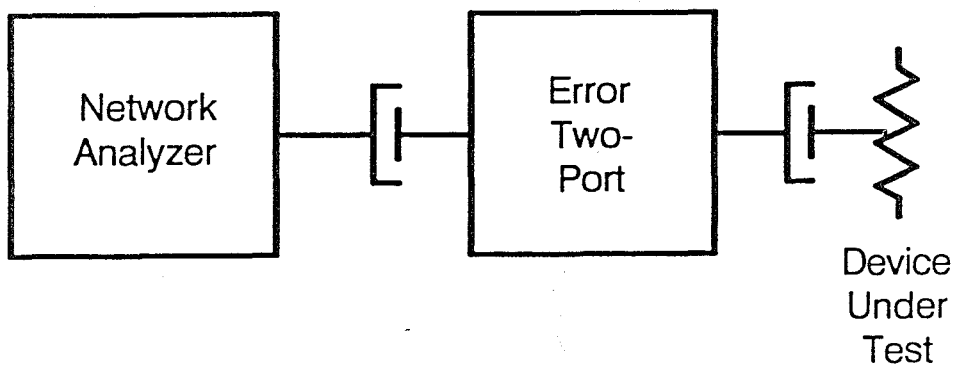 Network
Analyzer
Error
Two-
Port
Device
Under
Test